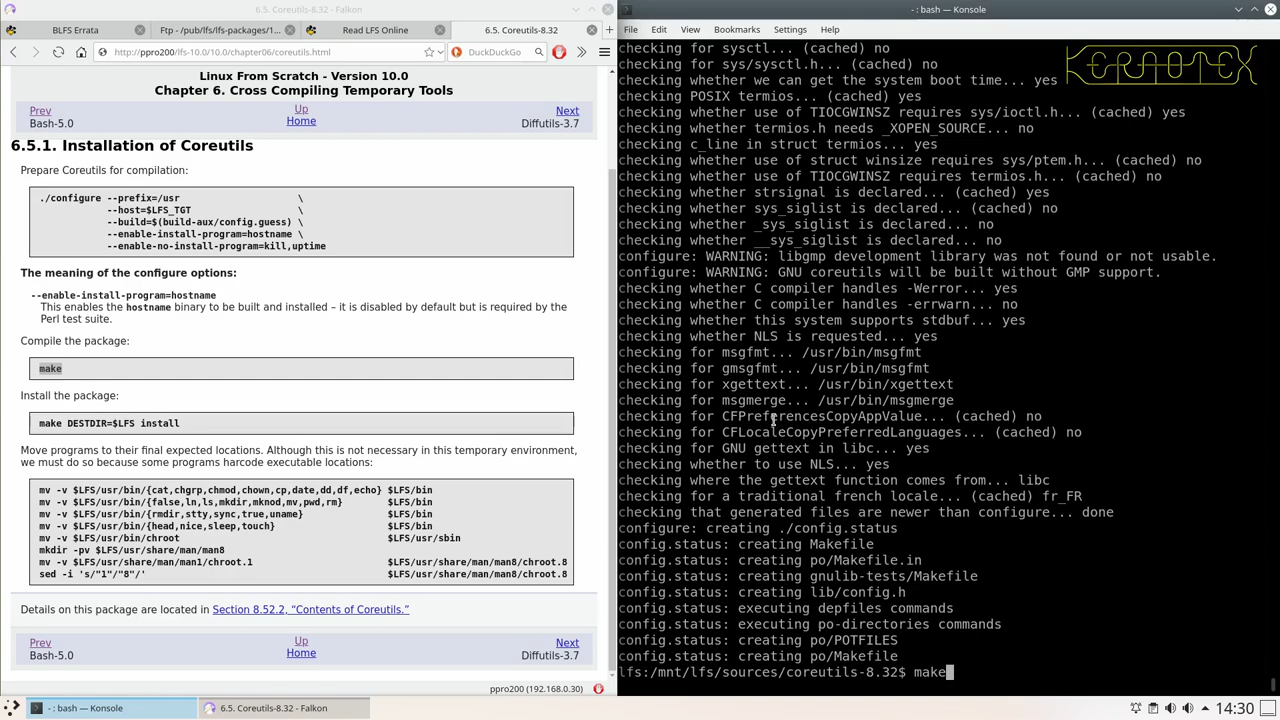 6.5. Coreutils-8.32 — Falkon
BLFS Errata
Ftp - /pub/lfs/lfs-packages/1...
Read LFS Online
6.5. Coreutils-8.32
http://ppro200/lfs-10.0/10.0/chapter06/coreutils.html
DuckDuckGo
Linux From Scratch - Version 10.0
Chapter 6. Cross Compiling Temporary Tools
Prev
Up
Next
Bash-5.0
Home
Diffutils-3.7
6.5.1. Installation of Coreutils
Prepare Coreutils for compilation:
./configure --prefix=/usr \
--host=$LFS_TGT \
--build=$(build-aux/config.guess) \
--enable-install-program=hostname \
--enable-no-install-program=kill,uptime
The meaning of the configure options:
--enable-install-program=hostname
This enables the hostname binary to be built and installed – it is disabled by default but is required by the
Perl test suite.
Compile the package:
make
Install the package:
make DESTDIR=$LFS install
Move programs to their final expected locations. Although this is not necessary in this temporary environment,
we must do so because some programs harcode executable locations:
mv -v $LFS/usr/bin/{cat,chgrp,chmod,chown,cp,date,dd,df,echo} $LFS/bin
mv -v $LFS/usr/bin/{false,ln,ls,mkdir,mknod,mv,pwd,rm} $LFS/bin
mv -v $LFS/usr/bin/{rmdir,stty,sync,true,uname} $LFS/bin
mv -v $LFS/usr/bin/{head,nice,sleep,touch} $LFS/bin
mv -v $LFS/usr/bin/chroot $LFS/usr/sbin
mkdir -pv $LFS/usr/share/man/man8
mv -v $LFS/usr/share/man/man1/chroot.1 $LFS/usr/share/man/man8/chroot.8
sed -i 's/"1"/"8"/' $LFS/usr/share/man/man8/chroot.8
Details on this package are located in Section 8.52.2, “Contents of Coreutils.”
Prev
Up
Next
Bash-5.0
Home
Diffutils-3.7
ppro200 (192.168.0.30)
- : bash — Konsole
File Edit View Bookmarks Settings Help
KERAOTEX
checking for sysctl... (cached) no
checking for sys/sysctl.h... (cached) no
checking whether we can get the system boot time... yes
checking POSIX termios... (cached) yes
checking whether use of TIOCGWINSZ requires sys/ioctl.h... (cached) yes
checking whether termios.h needs _XOPEN_SOURCE... no
checking c_line in struct termios... yes
checking whether use of struct winsize requires sys/ptem.h... (cached) no
checking whether use of TIOCGWINSZ requires termios.h... (cached) no
checking whether strsignal is declared... (cached) yes
checking whether sys_siglist is declared... (cached) no
checking whether _sys_siglist is declared... no
checking whether __sys_siglist is declared... no
configure: WARNING: libgmp development library was not found or not usable.
configure: WARNING: GNU coreutils will be built without GMP support.
checking whether C compiler handles -Werror... yes
checking whether C compiler handles -errwarn... no
checking whether this system supports stdbuf... yes
checking whether NLS is requested... yes
checking for msgfmt... /usr/bin/msgfmt
checking for gmsgfmt... /usr/bin/msgfmt
checking for xgettext... /usr/bin/xgettext
checking for msgmerge... /usr/bin/msgmerge
checking for CFPreferencesCopyAppValue... (cached) no
checking for CFLocaleCopyPreferredLanguages... (cached) no
checking for GNU gettext in libc... yes
checking whether to use NLS... yes
checking where the gettext function comes from... libc
checking for a traditional french locale... (cached) fr_FR
checking that generated files are newer than configure... done
configure: creating ./config.status
config.status: creating Makefile
config.status: creating po/Makefile.in
config.status: creating gnulib-tests/Makefile
config.status: creating lib/config.h
config.status: executing depfiles commands
config.status: executing po-directories commands
config.status: creating po/POTFILES
config.status: creating po/Makefile
lfs:/mnt/lfs/sources/coreutils-8.32$ make
- : bash — Konsole
6.5. Coreutils-8.32 - Falkon
14:30